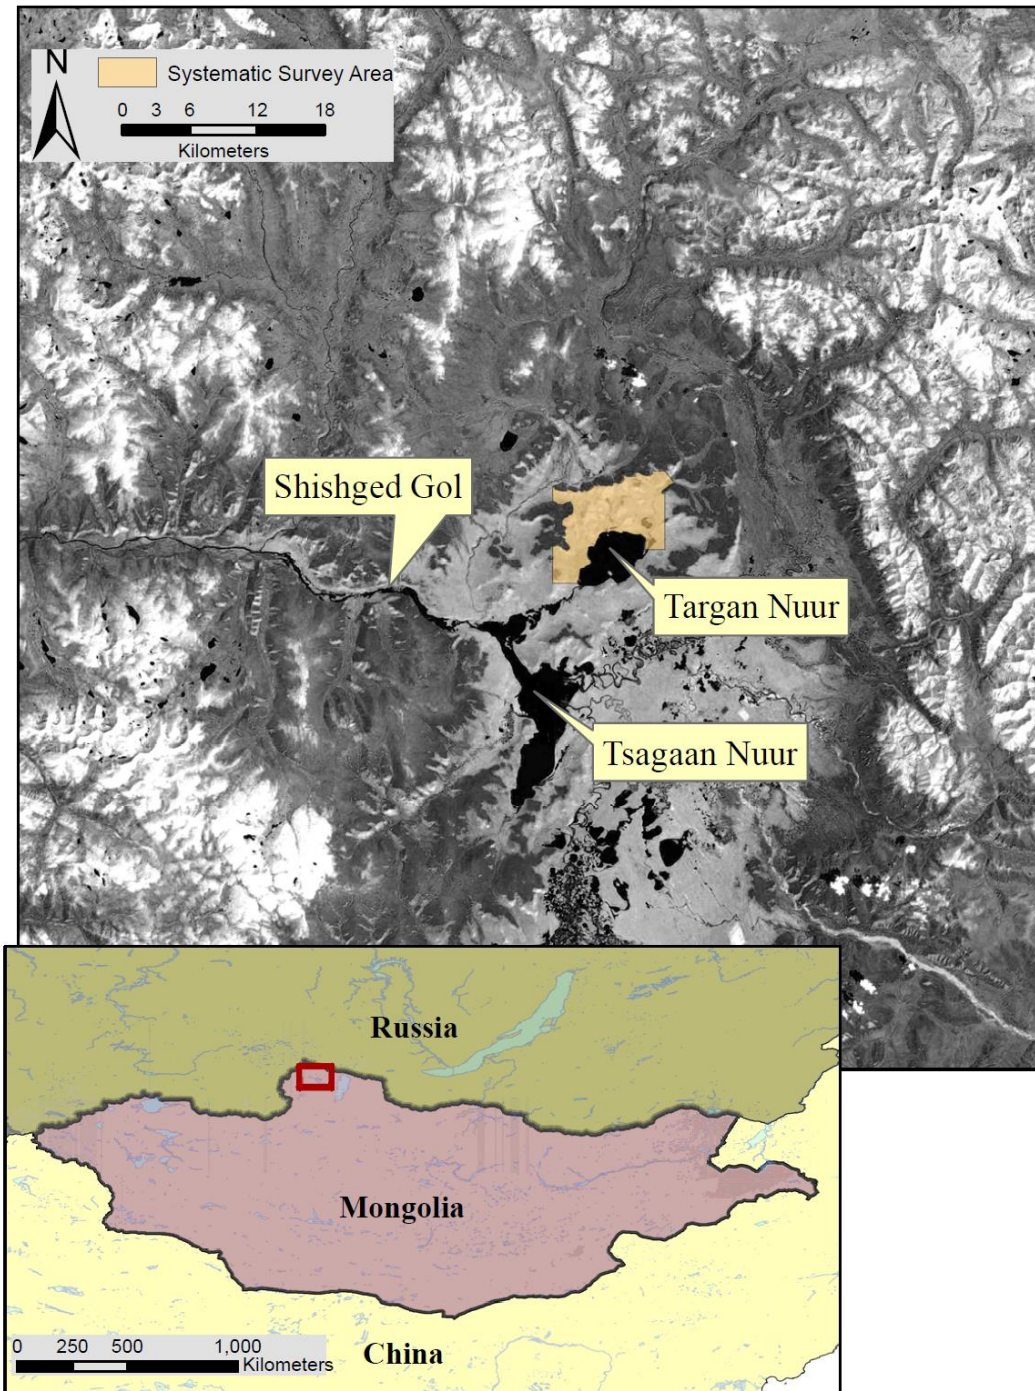 N
Systematic Survey Area
0 3 6 12 18
Kilometers
Shishged Gol
Targan Nuur
Tsagaan Nuur
Russia
Mongolia
0 250 500 1,000
Kilometers
China